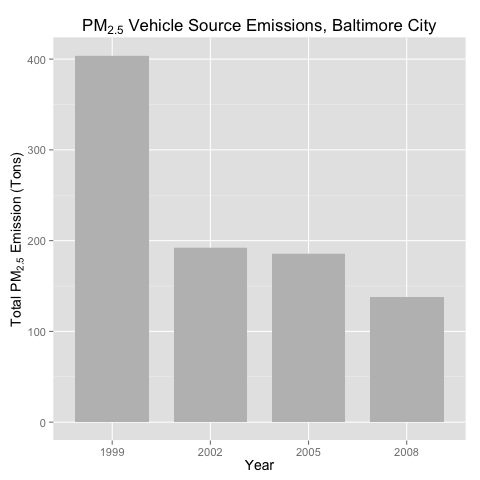 PM2.5 Vehicle Source Emissions, Baltimore City
Total PM2.5 Emission (Tons)
400
300
200
100
0
1999 2002 2005 2008
Year